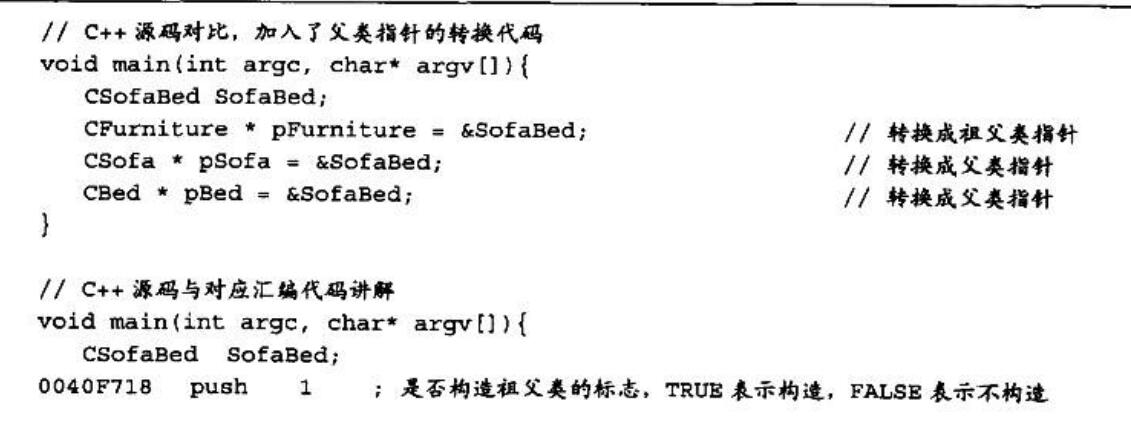 // C++ 源码对比，加入了父类指针的转换代码
void main(int argc, char* argv[]){
CSofaBed SofaBed;
CFurniture * pFurniture = &SofaBed; // 转换成祖父类指针
CSofa * pSofa = &SofaBed; // 转换成父类指针
CBed * pBed = &SofaBed; // 转换成父类指针
}
// C++ 源码与对应汇编代码讲解
void main(int argc, char* argv[]){
CSofaBed SofaBed;
0040F718 push 1 ; 是否构造祖父类的标志，TRUE 表示构造，FALSE 表示不构造